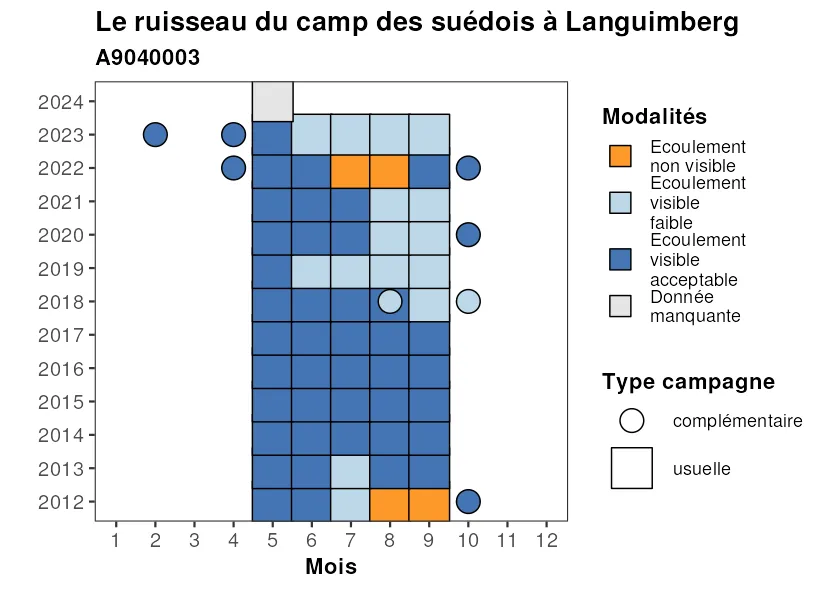 Le ruisseau du camp des suédois à Languimberg
A9040003
2024
2023
2022
2021
2020
2019
2018
2017
2016
2015
2014
2013
2012
1 2 3 4 5 6 7 8 9 10 11 12
Mois
Modalités
Ecoulement
non visible
Ecoulement
visible
faible
Ecoulement
visible
acceptable
Donnée
manquante
Type campagne
complémentaire
usuelle